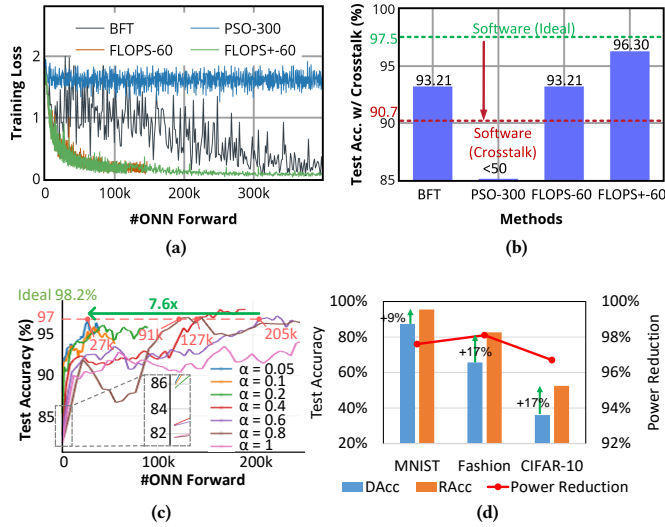 BFT
PSO-300
FLOPS-60
FLOPS+-60
2
1
0
Training Loss
0
100k
200k
300k
#ONN Forward
(a)
100
97.5
95
90.7
90
85
Test Acc. w/ Crosstalk (%)
Software (Ideal)
93.21
93.21
96.30
Software
(Crosstalk)
<50
BFT
PSO-300
FLOPS-60
FLOPS+-60
Methods
(b)
Ideal 98.2%
7.6x
97
95
90
85
Test Accuracy (%)
27k
91k
127k
205k
86
84
82
α = 0.05
α = 0.1
α = 0.2
α = 0.4
α = 0.6
α = 0.8
α = 1
0
100k
200k
#ONN Forward
(c)
100%
80%
60%
40%
20%
Test Accuracy
+9%
+17%
+17%
100%
98%
96%
94%
92%
Power Reduction
MNIST
Fashion
CIFAR-10
DAcc
RAcc
Power Reduction
(d)